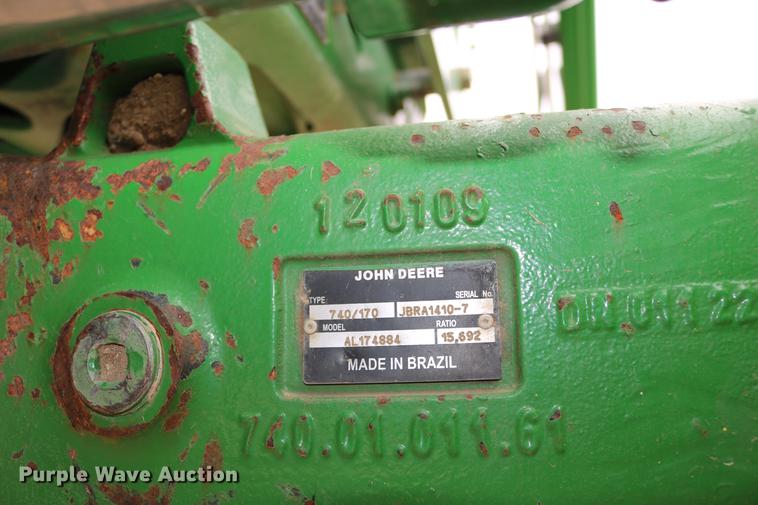 120109
JOHN DEERE
TYPE SERIAL No.
740/170 JBRA1410-7
MODEL RATIO
AL174884 15,692
MADE IN BRAZIL
740.01.011.61
Purple Wave Auction